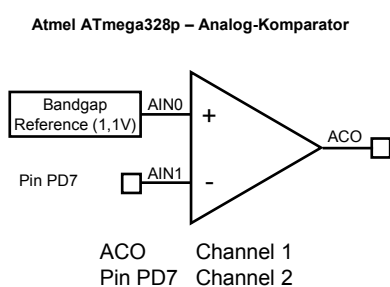 Atmel ATmega328p – Analog-Komparator
Bandgap
Reference (1,1V)
AIN0
+
ACO
Pin PD7
AIN1
-
ACO Channel 1
Pin PD7 Channel 2